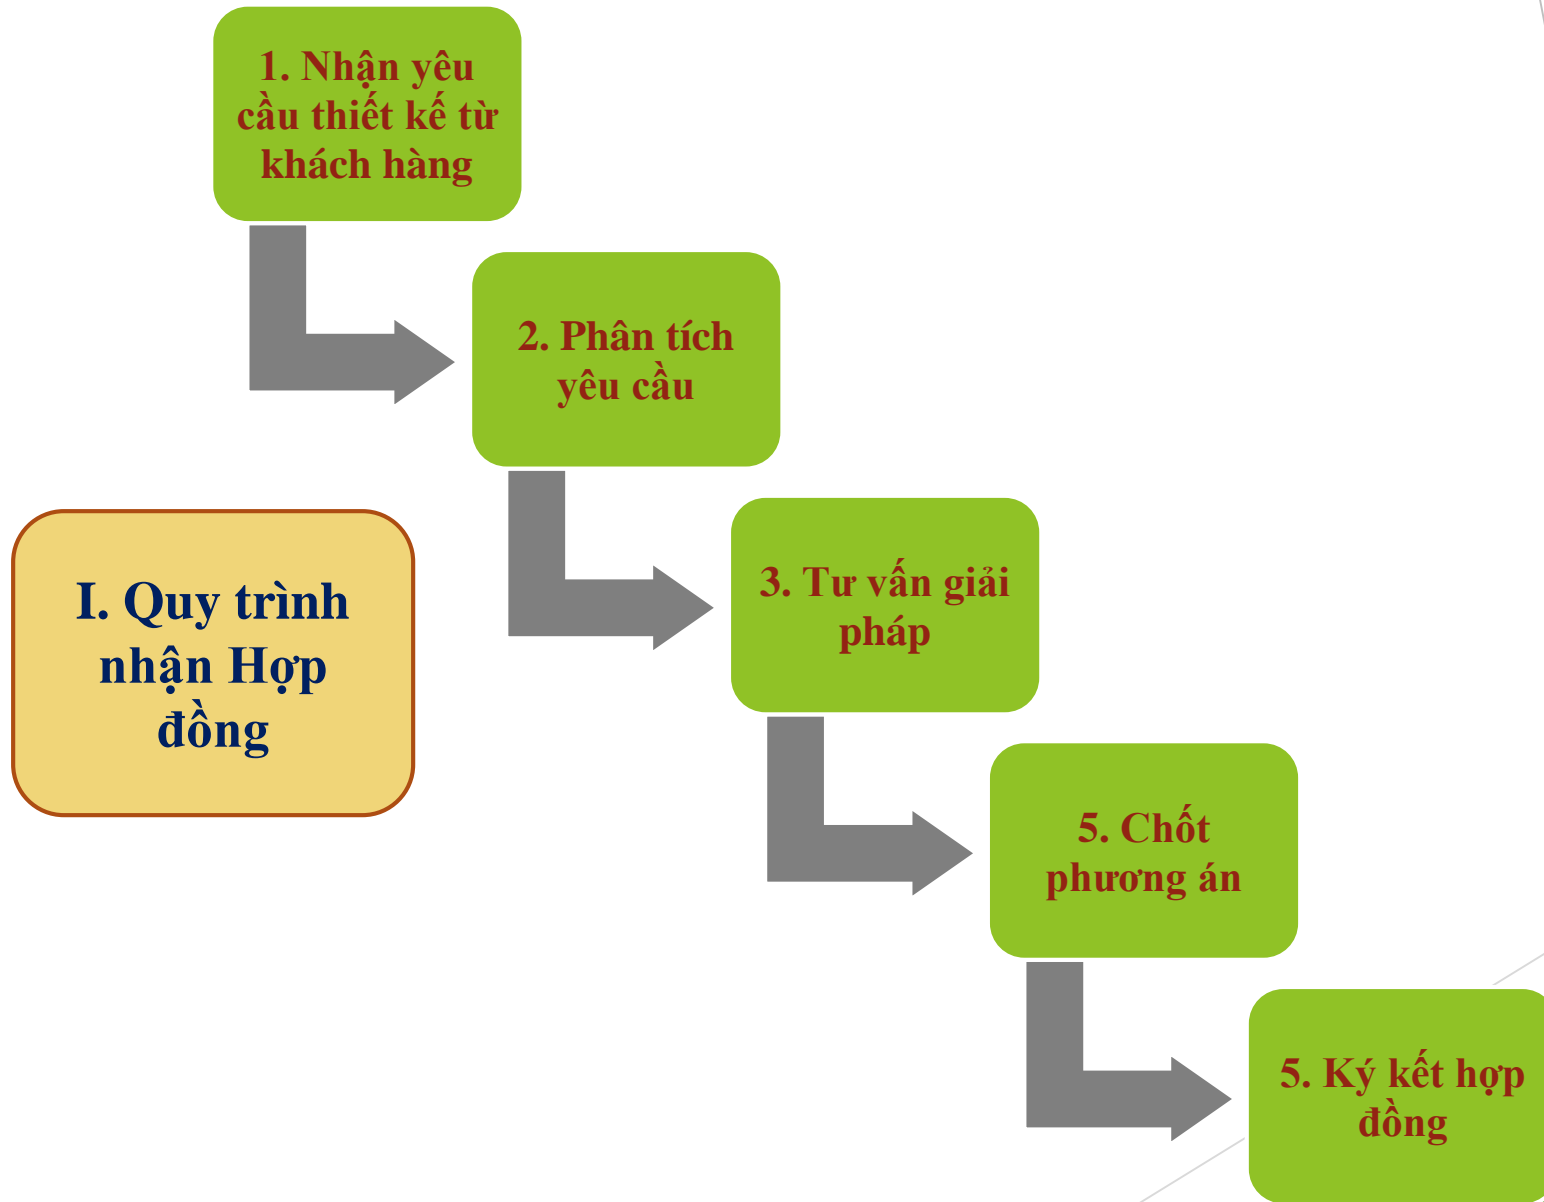 1. Nhận yêu
cầu thiết kế từ
khách hàng
2. Phân tích
yêu cầu
I. Quy trình
nhận Hợp
đồng
3. Tư vấn giải
pháp
5. Chốt
phương án
5. Ký kết hợp
đồng